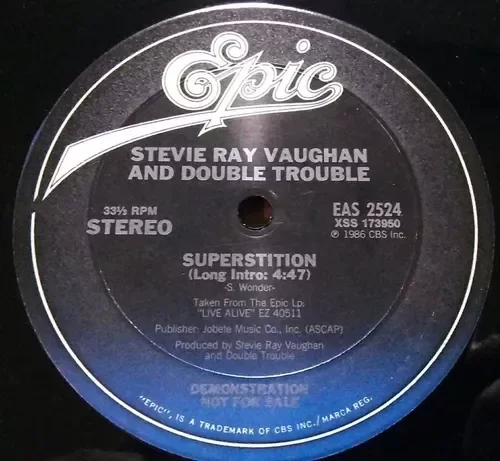 Epic
STEVIE RAY VAUGHAN
AND DOUBLE TROUBLE
33⅓ RPM
STEREO
EAS 2524
XSS 173950
℗ 1986 CBS Inc.
SUPERSTITION
(Long Intro: 4:47)
-S. Wonder-
Taken From The Epic Lp:
"LIVE ALIVE" EZ 40511
Publisher: Jobete Music Co., Inc. (ASCAP)
Produced by Stevie Ray Vaughan
and Double Trouble
DEMONSTRATION
NOT FOR SALE
"EPIC", IS A TRADEMARK OF CBS INC./MARCA REG.